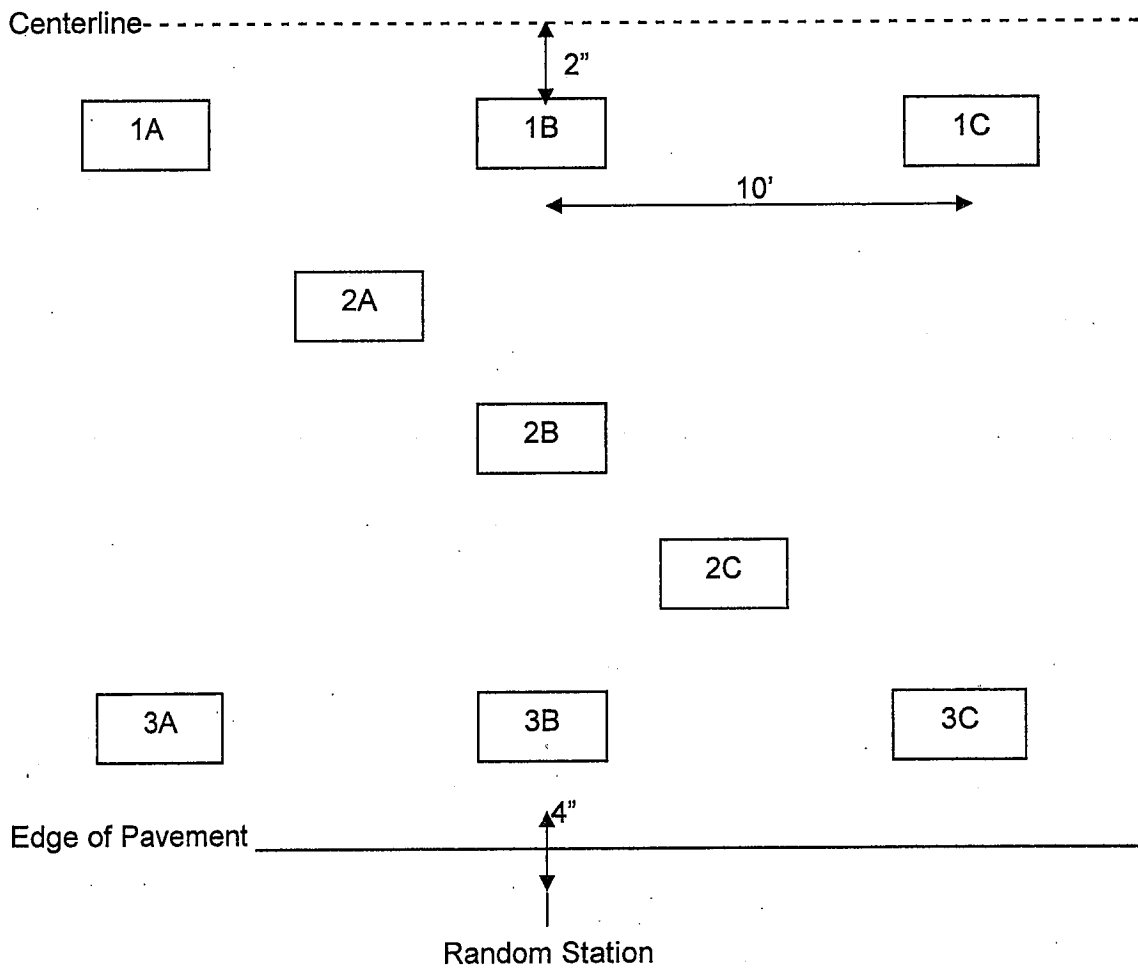 Centerline
2”
1A
1B
1C
10’
2A
2B
2C
3A
3B
3C
4”
Edge of Pavement
Random Station